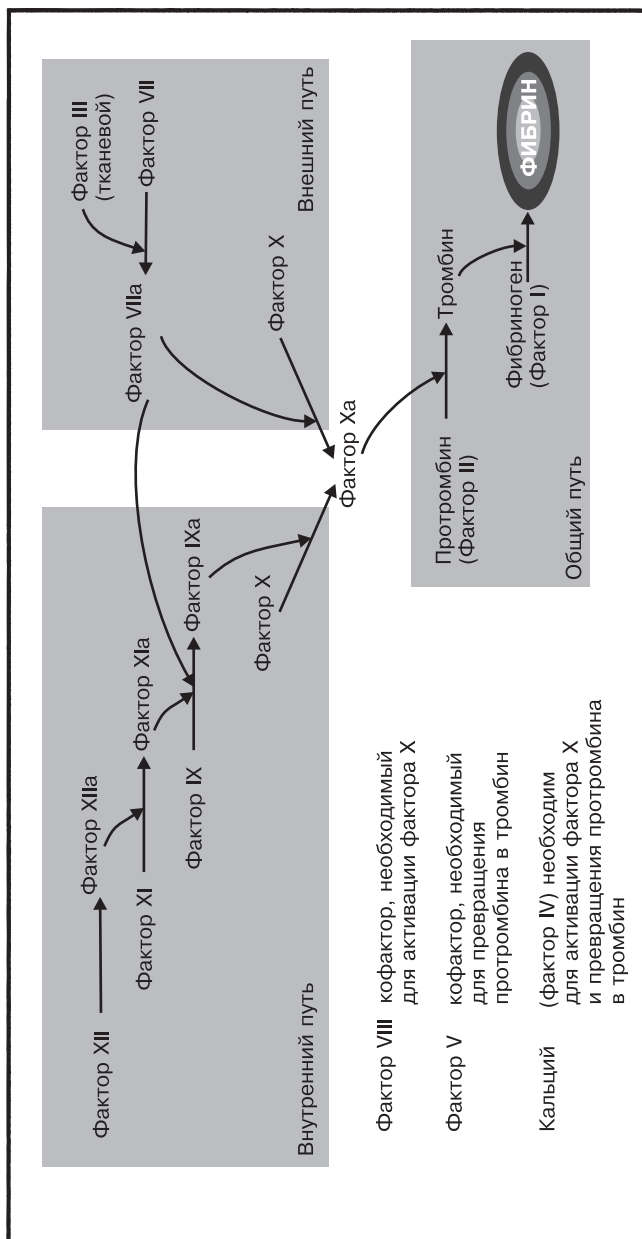 Фактор XII
Фактор XIIa
Фактор XI
Фактор XIa
Фактор IX
Фактор IXa
Фактор X
Внутренний путь
Фактор III
(тканевой)
Фактор VII
Фактор VIIa
Фактор X
Внешний путь
Фактор Xa
Протромбин
(Фактор II)
Тромбин
Фибриноген
(Фактор I)
ФИБРИН
Общий путь
Фактор VIII кофактор, необходимый
для активации фактора X
Фактор V кофактор, необходимый
для превращения
протромбина в тромбин
Кальций (фактор IV) необходим
для активации фактора X
и превращения протромбина
в тромбин